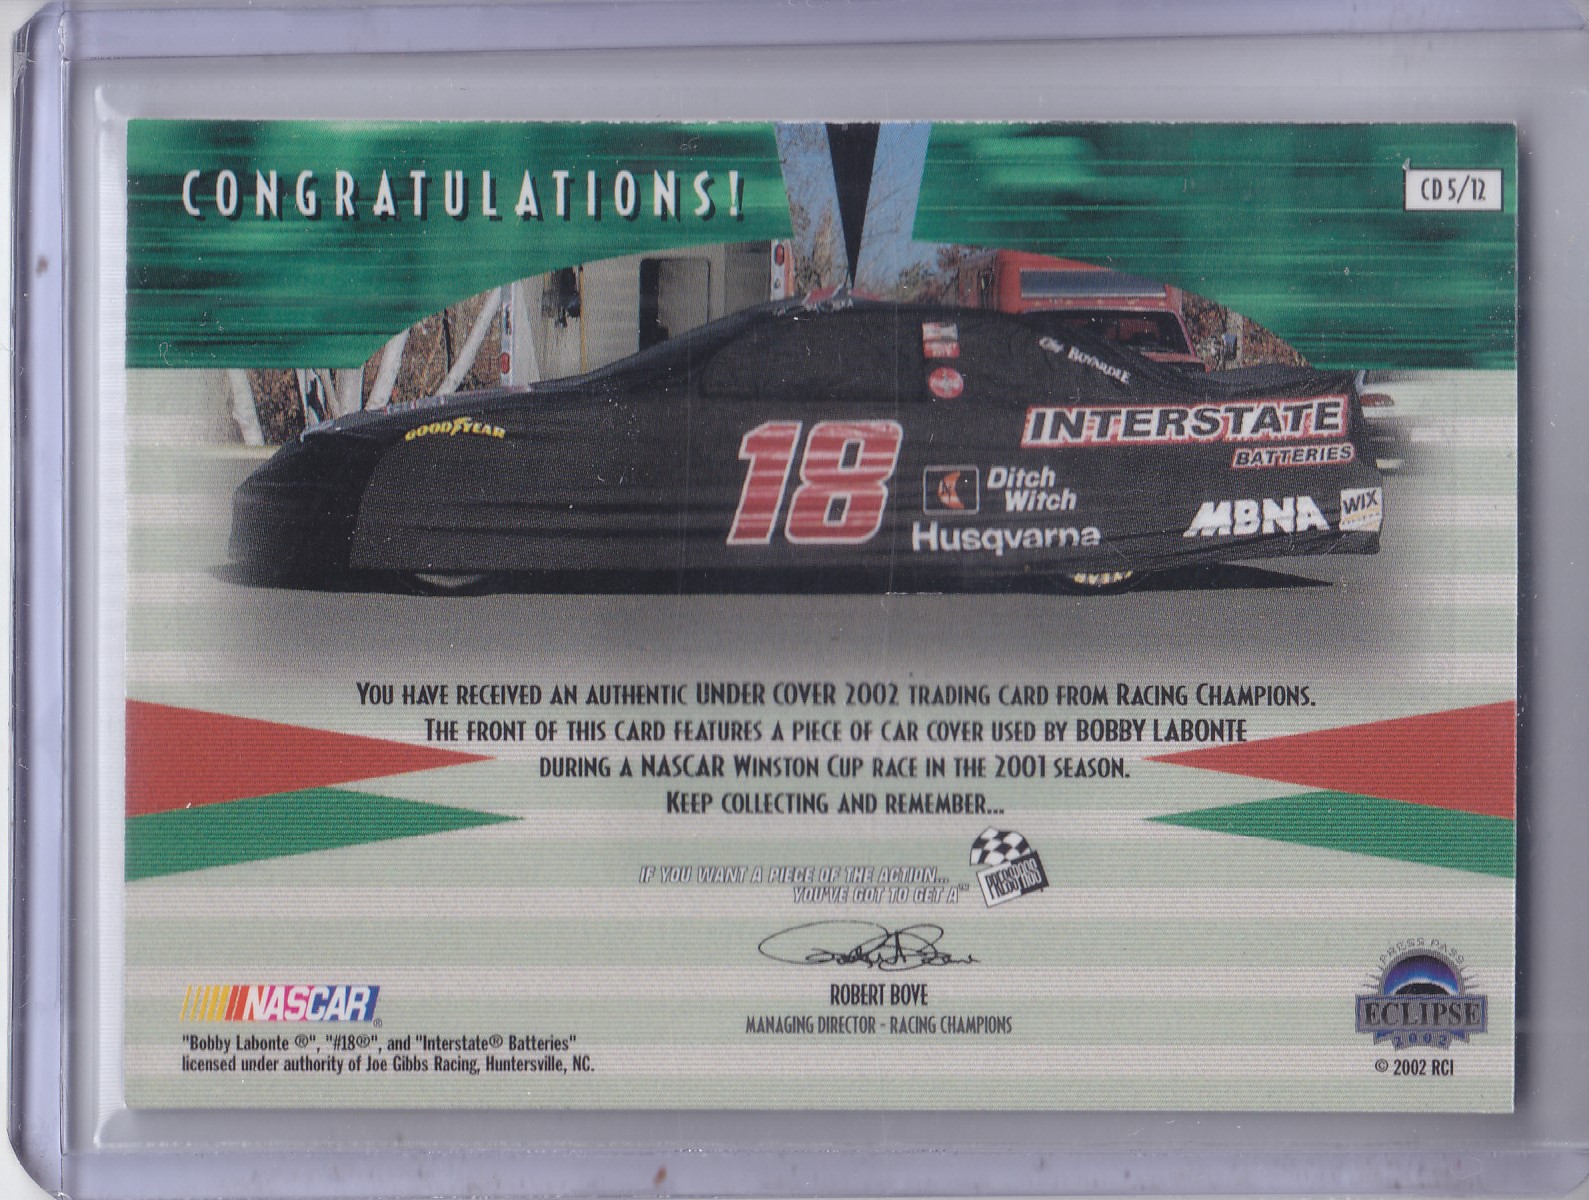 CONGRATULATIONS!
CD 5/12
CHEF BOYARDEE
GOODYEAR
18
INTERSTATE
BATTERIES
Ditch
Witch
Husqvarna
MBNA
WIX
YOU HAVE RECEIVED AN AUTHENTIC UNDER COVER 2002 TRADING CARD FROM RACING CHAMPIONS.
THE FRONT OF THIS CARD FEATURES A PIECE OF CAR COVER USED BY BOBBY LABONTE
DURING A NASCAR WINSTON CUP RACE IN THE 2001 SEASON.
KEEP COLLECTING AND REMEMBER...
IF YOU WANT A PIECE OF THE ACTION...
YOU'VE GOT TO GET A™
PRESS PASS
ROBERT BOVE
MANAGING DIRECTOR - RACING CHAMPIONS
NASCAR®
"Bobby Labonte ®", "#18®", and "Interstate® Batteries"
licensed under authority of Joe Gibbs Racing, Huntersville, NC.
PRESS PASS
ECLIPSE
2002
© 2002 RCI